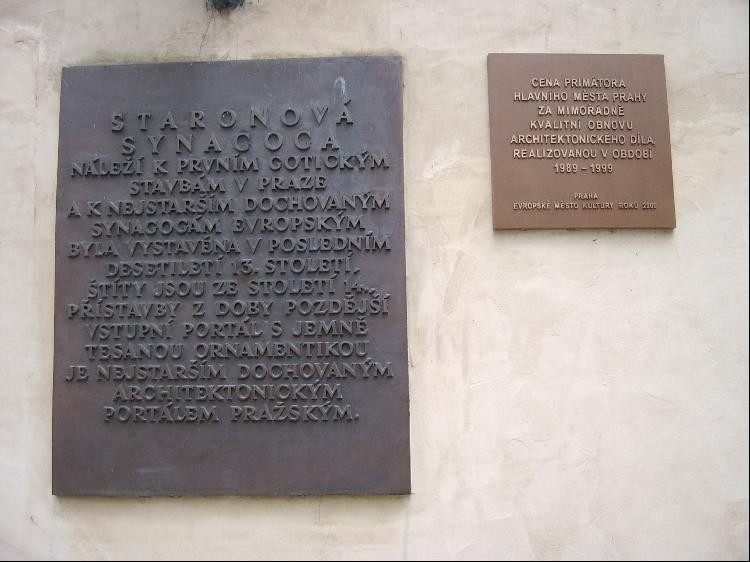 STARONOVÁ
SYNAGOGA
NÁLEŽÍ K PRVNÍM GOTICKÝM
STAVBÁM V PRAZE
A K NEJSTARŠÍM DOCHOVANÝM
SYNAGOGÁM EVROPSKÝM
BYLA VYSTAVĚNA V POSLEDNÍM
DESETILETÍ 13. STOLETÍ.
ŠTÍTY JSOU ZE STOLETÍ 14.,
PŘÍSTAVBY Z DOBY POZDĚJŠÍ
VSTUPNÍ PORTÁL S JEMNĚ
TESANOU ORNAMENTIKOU
JE NEJSTARŠÍM DOCHOVANÝM
ARCHITEKTONICKÝM
PORTÁLEM PRAŽSKÝM.
CENA PRIMÁTORA
HLAVNÍHO MĚSTA PRAHY
ZA MIMOŘÁDNĚ
KVALITNÍ OBNOVU
ARCHITEKTONICKÉHO DÍLA,
REALIZOVANOU V OBDOBÍ
1989 - 1999
PRAHA
EVROPSKÉ MĚSTO KULTURY ROKU 2000